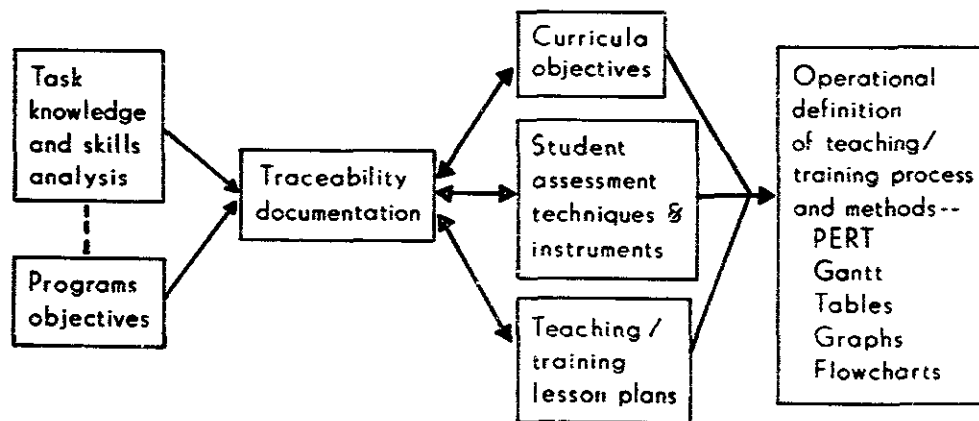 Task
knowledge
and skills
analysis
Programs
objectives
Traceability
documentation
Curricula
objectives
Student
assessment
techniques &
instruments
Teaching/
training
lesson plans
Operational
definition
of teaching/
training process
and methods--
PERT
Gantt
Tables
Graphs
Flowcharts